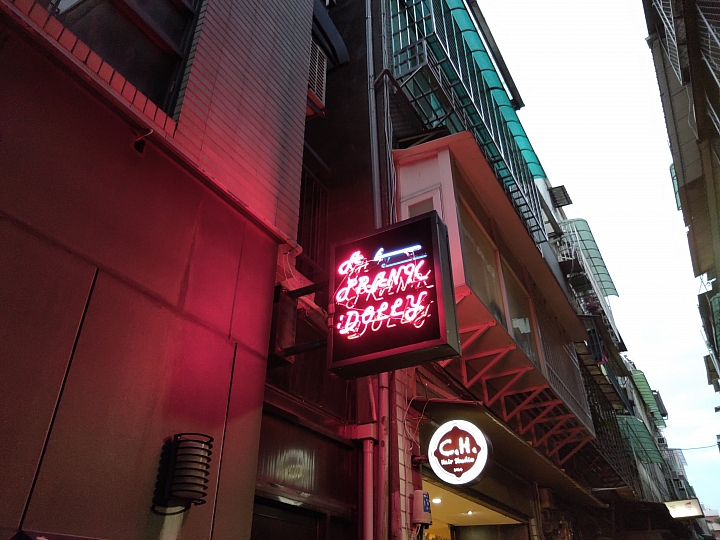 A
FRANK
DOLLY
C.H.
Hair Studio